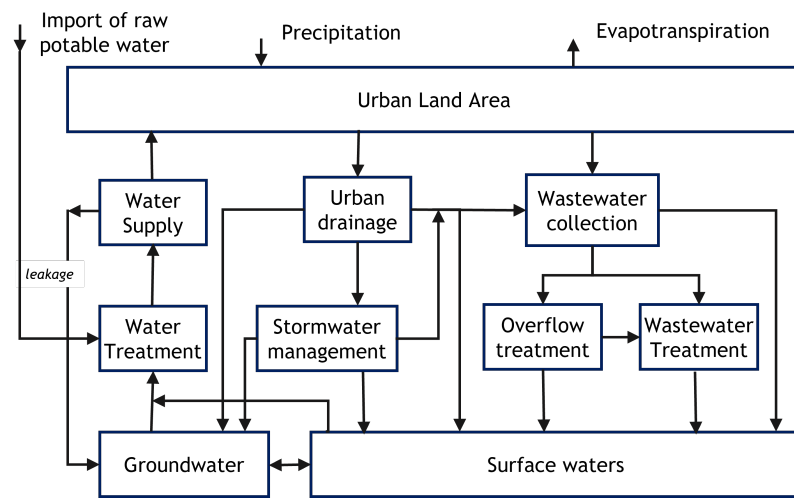 Import of raw
potable water
Precipitation
Evapotranspiration
Urban Land Area
Water
Supply
Urban
drainage
Wastewater
collection
leakage
Water
Treatment
Stormwater
management
Overflow
treatment
Wastewater
Treatment
Groundwater
Surface waters